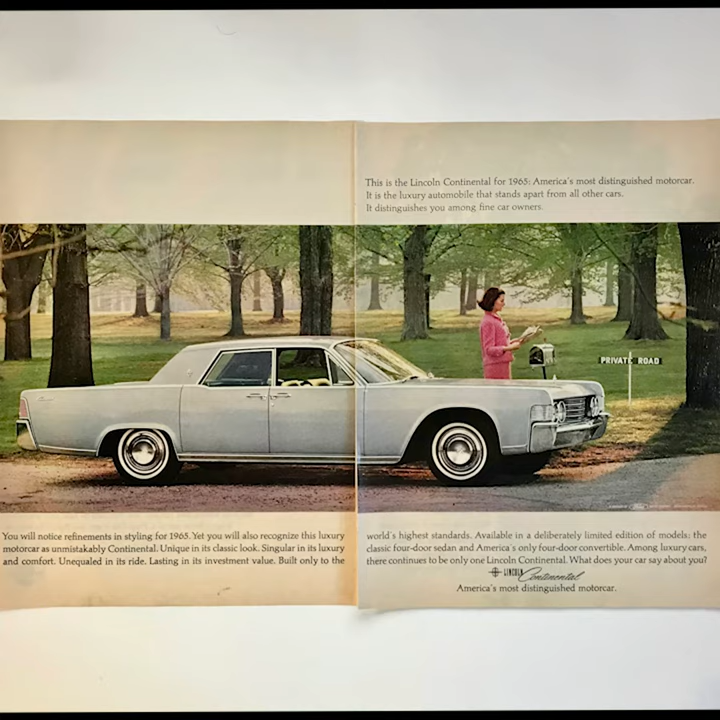 This is the Lincoln Continental for 1965: America's most distinguished motorcar.
It is the luxury automobile that stands apart from all other cars.
It distinguishes you among fine car owners.
PRIVATE ROAD
You will notice refinements in styling for 1965. Yet you will also recognize this luxury
motorcar as unmistakably Continental. Unique in its classic look. Singular in its luxury
and comfort. Unequaled in its ride. Lasting in its investment value. Built only to the
world's highest standards. Available in a deliberately limited edition of models: the
classic four-door sedan and America's only four-door convertible. Among luxury cars,
there continues to be only one Lincoln Continental. What does your car say about you?
LINCOLN Continental
America's most distinguished motorcar.